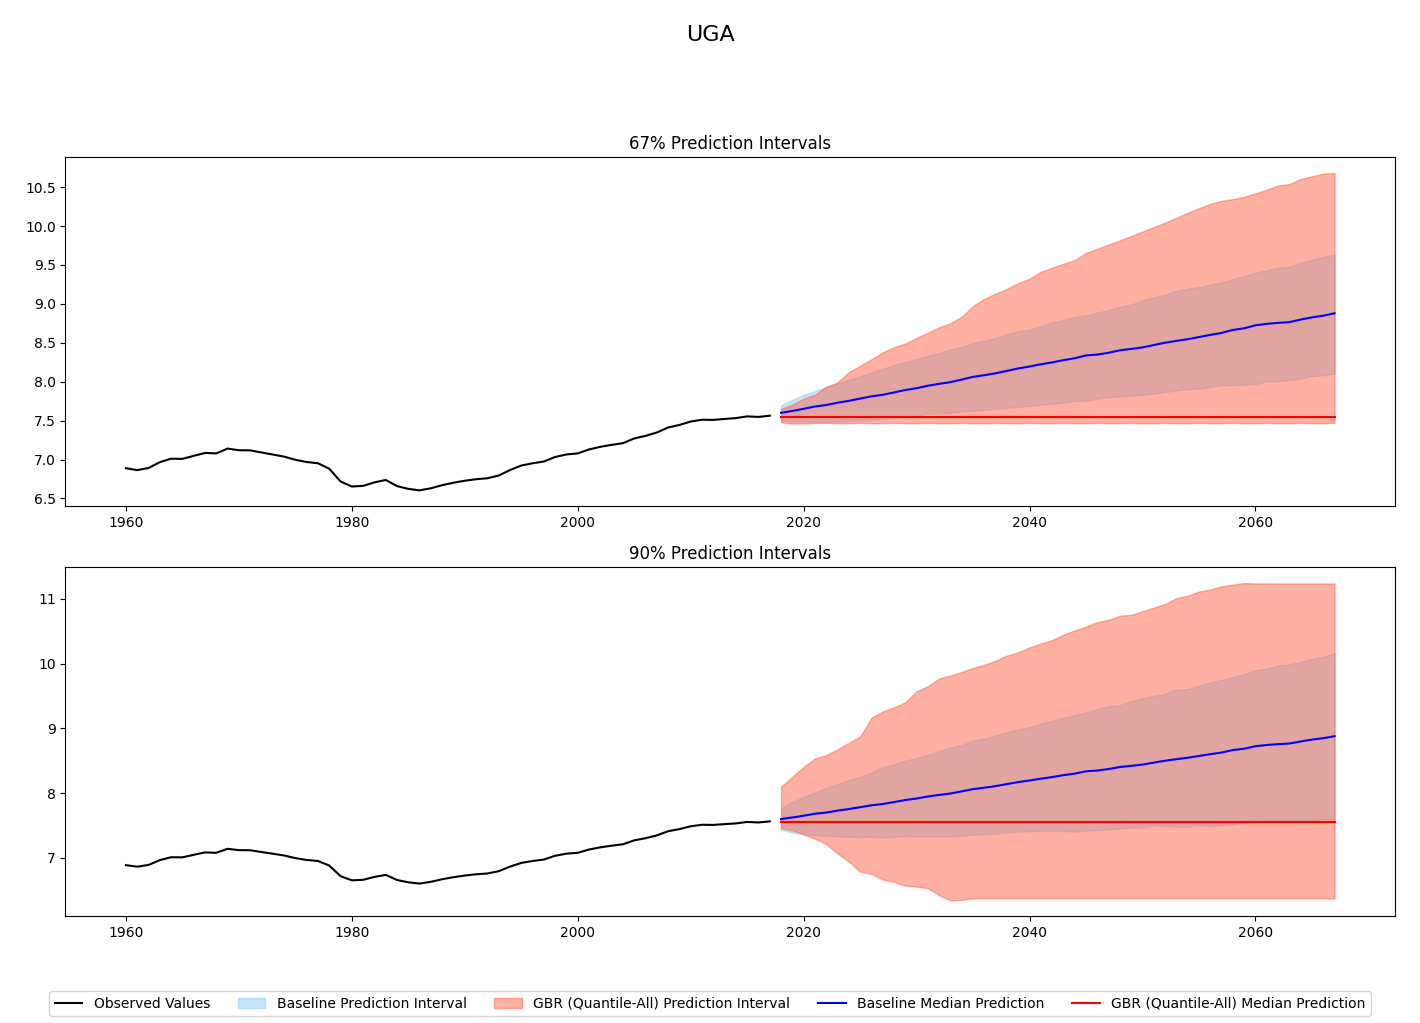 UGA
67% Prediction Intervals
10.5
10.0
9.5
9.0
8.5
8.0
7.5
7.0
6.5
1960 1980 2000 2020 2040 2060
90% Prediction Intervals
11
10
9
8
7
1960 1980 2000 2020 2040 2060
Observed Values Baseline Prediction Interval GBR (Quantile-All) Prediction Interval Baseline Median Prediction GBR (Quantile-All) Median Prediction